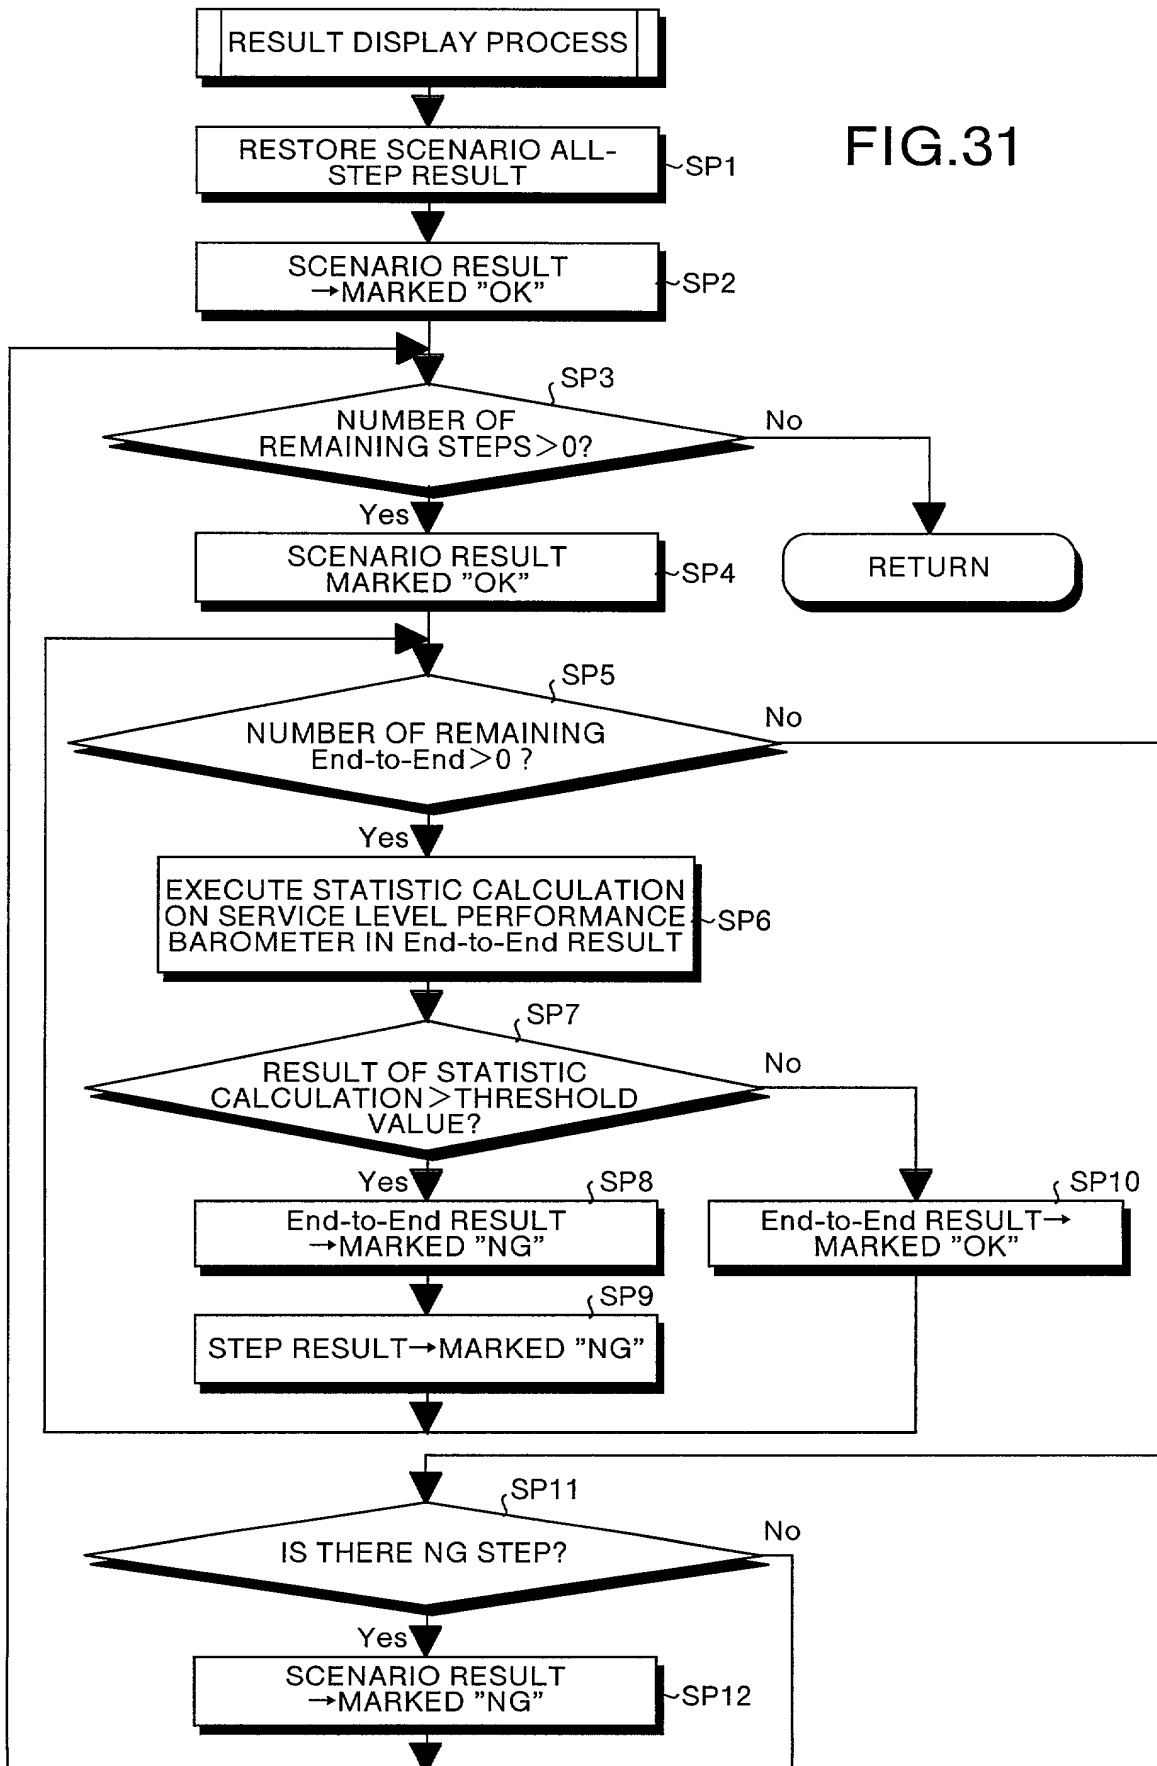 RESULT DISPLAY PROCESS
FIG.31
RESTORE SCENARIO ALL-
STEP RESULT
SP1
SCENARIO RESULT
→MARKED ”OK”
SP2
SP3
NUMBER OF
REMAINING STEPS>0?
No
Yes
SCENARIO RESULT
MARKED ”OK”
SP4
RETURN
SP5
NUMBER OF REMAINING
End-to-End>0 ?
No
Yes
EXECUTE STATISTIC CALCULATION
ON SERVICE LEVEL PERFORMANCE
BAROMETER IN End-to-End RESULT
SP6
SP7
RESULT OF STATISTIC
CALCULATION>THRESHOLD
VALUE?
No
Yes
SP8
End-to-End RESULT
→MARKED ”NG”
SP10
End-to-End RESULT→
MARKED ”OK”
SP9
STEP RESULT→MARKED ”NG”
SP11
IS THERE NG STEP?
No
Yes
SCENARIO RESULT
→MARKED ”NG”
SP12